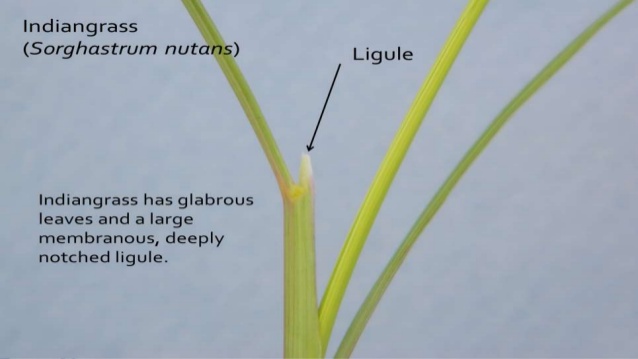 Indiangrass
(Sorghastrum nutans)
Ligule
Indiangrass has glabrous
leaves and a large
membranous, deeply
notched ligule.